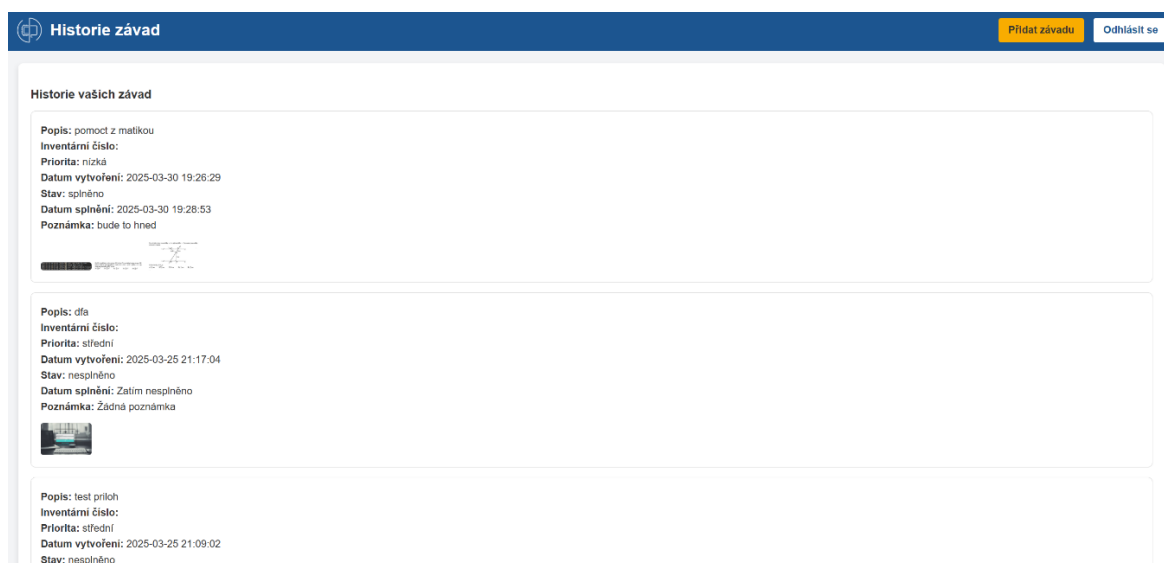 Historie závad
Přidat závadu
Odhlásit se
Historie vašich závad
Popis: pomoct z matikou
Inventární číslo:
Priorita: nízká
Datum vytvoření: 2025-03-30 19:26:29
Stav: splněno
Datum splnění: 2025-03-30 19:28:53
Poznámka: bude to hned
Popis: dfa
Inventární číslo:
Priorita: střední
Datum vytvoření: 2025-03-25 21:17:04
Stav: nesplněno
Datum splnění: Zatím nesplněno
Poznámka: Žádná poznámka
Popis: test priloh
Inventární číslo:
Priorita: střední
Datum vytvoření: 2025-03-25 21:09:02
Stav: nesplněno